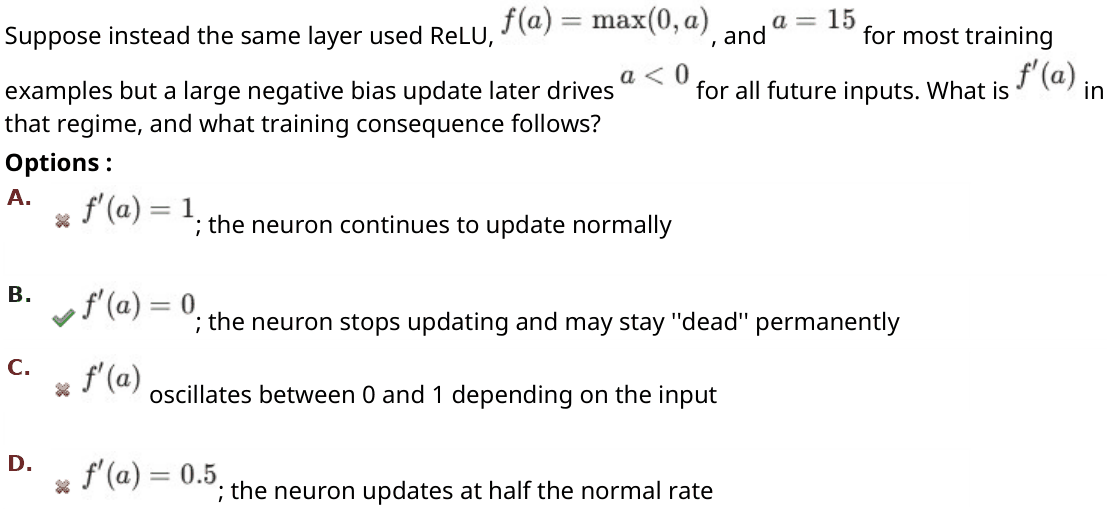 Suppose instead the same layer used ReLU, f(a) = max(0, a), and a = 15 for most training
examples but a large negative bias update later drives a < 0 for all future inputs. What is f′(a) in
that regime, and what training consequence follows?
Options :
A. f′(a) = 1; the neuron continues to update normally
B. f′(a) = 0; the neuron stops updating and may stay "dead" permanently
C. f′(a) oscillates between 0 and 1 depending on the input
D. f′(a) = 0.5; the neuron updates at half the normal rate